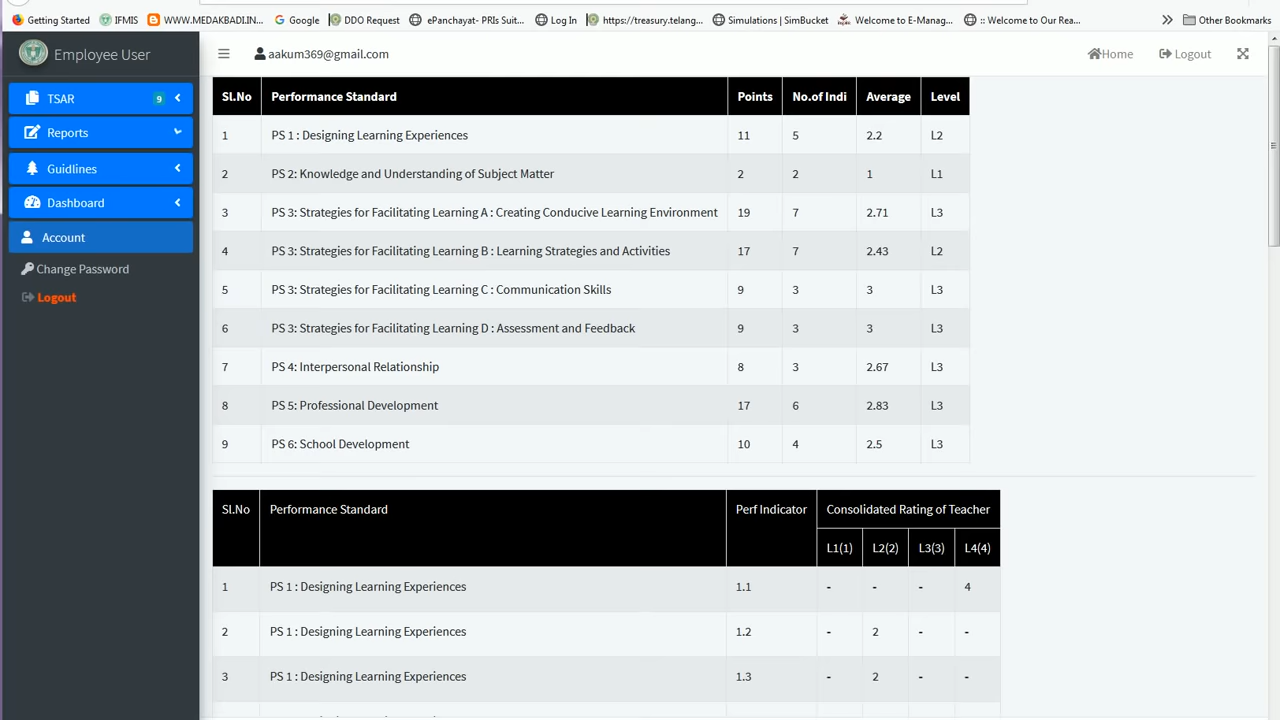 Getting Started IFMIS WWW.MEDAKBADI.IN... Google DDO Request ePanchayat- PRIs Suit... Log In https://treasury.telang... Simulations | SimBucket Welcome to E-Manag... :: Welcome to Our Rea... Other Bookmarks
Employee User
aakum369@gmail.com Home Logout
TSAR 9
Reports
Guidlines
Dashboard
Account
Change Password
Logout
Sl.No Performance Standard Points No.of Indi Average Level
1 PS 1 : Designing Learning Experiences 11 5 2.2 L2
2 PS 2: Knowledge and Understanding of Subject Matter 2 2 1 L1
3 PS 3: Strategies for Facilitating Learning A : Creating Conducive Learning Environment 19 7 2.71 L3
4 PS 3: Strategies for Facilitating Learning B : Learning Strategies and Activities 17 7 2.43 L2
5 PS 3: Strategies for Facilitating Learning C : Communication Skills 9 3 3 L3
6 PS 3: Strategies for Facilitating Learning D : Assessment and Feedback 9 3 3 L3
7 PS 4: Interpersonal Relationship 8 3 2.67 L3
8 PS 5: Professional Development 17 6 2.83 L3
9 PS 6: School Development 10 4 2.5 L3
Sl.No Performance Standard Perf Indicator Consolidated Rating of Teacher
L1(1) L2(2) L3(3) L4(4)
1 PS 1 : Designing Learning Experiences 1.1 - - - 4
2 PS 1 : Designing Learning Experiences 1.2 - 2 - -
3 PS 1 : Designing Learning Experiences 1.3 - 2 - -